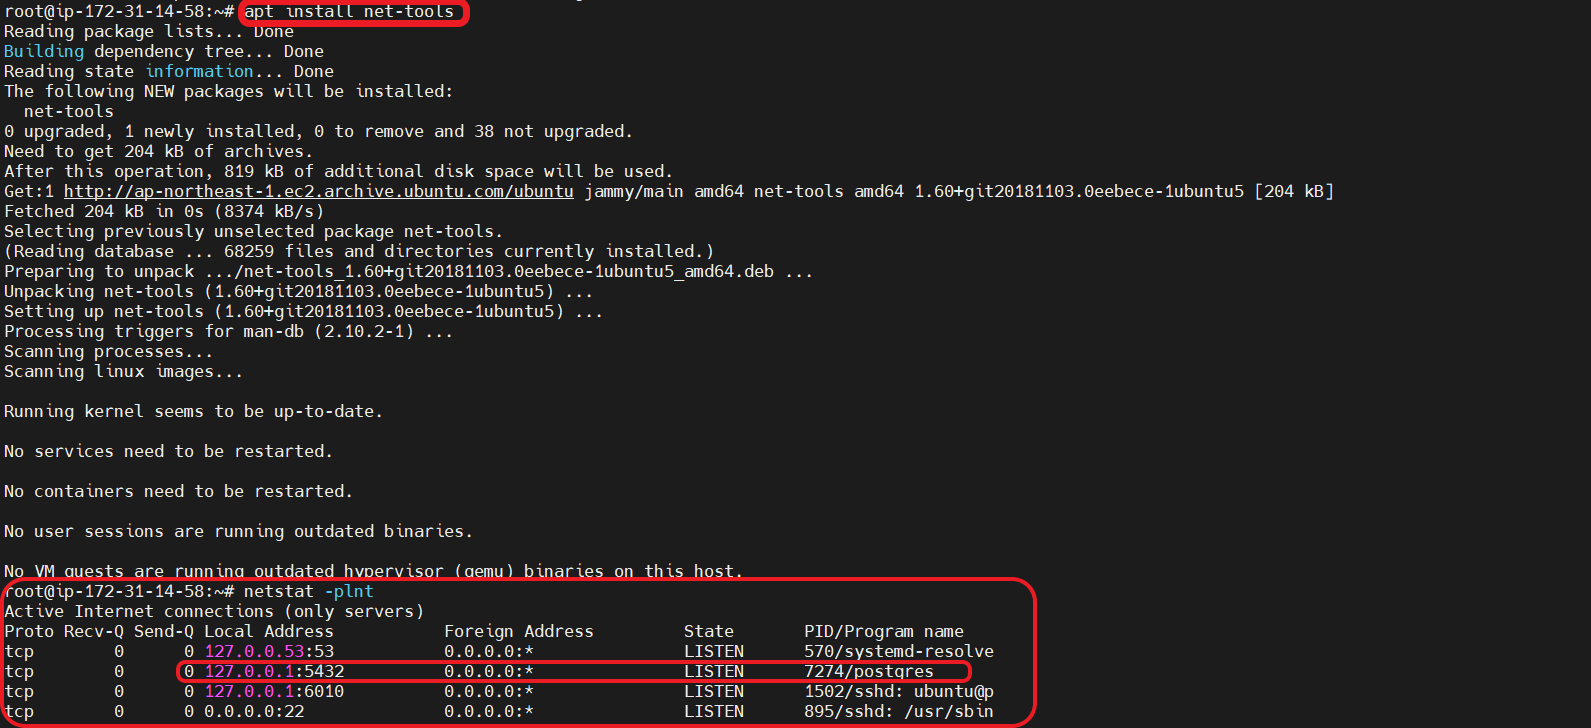 root@ip-172-31-14-58:~# apt install net-tools
Reading package lists... Done
Building dependency tree... Done
Reading state information... Done
The following NEW packages will be installed:
  net-tools
0 upgraded, 1 newly installed, 0 to remove and 38 not upgraded.
Need to get 204 kB of archives.
After this operation, 819 kB of additional disk space will be used.
Get:1 http://ap-northeast-1.ec2.archive.ubuntu.com/ubuntu jammy/main amd64 net-tools amd64 1.60+git20181103.0eebece-1ubuntu5 [204 kB]
Fetched 204 kB in 0s (8374 kB/s)
Selecting previously unselected package net-tools.
(Reading database ... 68259 files and directories currently installed.)
Preparing to unpack .../net-tools_1.60+git20181103.0eebece-1ubuntu5_amd64.deb ...
Unpacking net-tools (1.60+git20181103.0eebece-1ubuntu5) ...
Setting up net-tools (1.60+git20181103.0eebece-1ubuntu5) ...
Processing triggers for man-db (2.10.2-1) ...
Scanning processes...
Scanning linux images...
Running kernel seems to be up-to-date.
No services need to be restarted.
No containers need to be restarted.
No user sessions are running outdated binaries.
No VM guests are running outdated hypervisor (qemu) binaries on this host.
root@ip-172-31-14-58:~# netstat -plnt
Active Internet connections (only servers)
Proto Recv-Q Send-Q Local Address           Foreign Address         State       PID/Program name
tcp        0      0 127.0.0.53:53           0.0.0.0:*               LISTEN      570/systemd-resolve
tcp        0      0 127.0.0.1:5432          0.0.0.0:*               LISTEN      7274/postgres
tcp        0      0 127.0.0.1:6010          0.0.0.0:*               LISTEN      1502/sshd: ubuntu@p
tcp        0      0 0.0.0.0:22              0.0.0.0:*               LISTEN      895/sshd: /usr/sbin